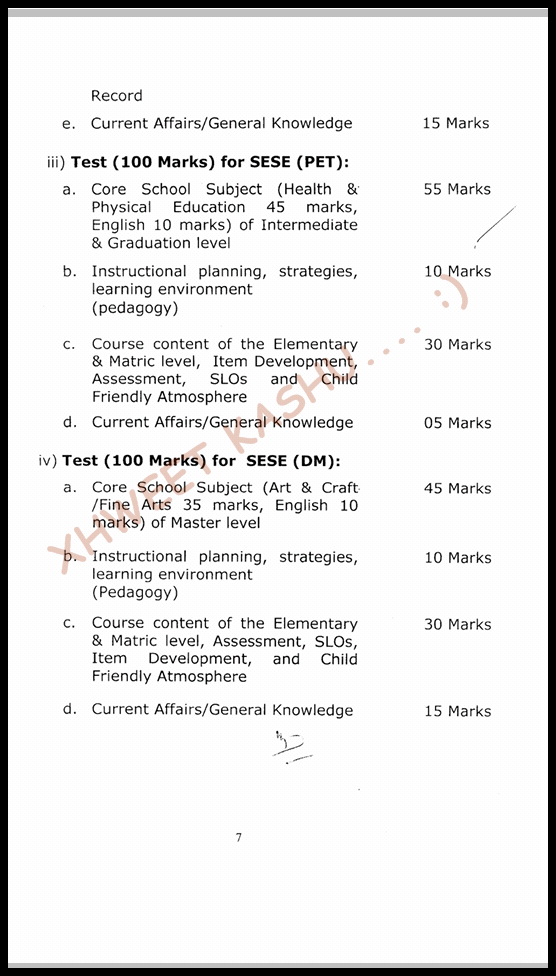 Record
e. Current Affairs/General Knowledge 15 Marks
iii) Test (100 Marks) for SESE (PET):
a. Core School Subject (Health & 55 Marks
Physical Education 45 marks,
English 10 marks) of Intermediate
& Graduation level
b. Instructional planning, strategies, 10 Marks
learning environment
(pedagogy)
c. Course content of the Elementary 30 Marks
& Matric level, Item Development,
Assessment, SLOs and Child
Friendly Atmosphere
d. Current Affairs/General Knowledge 05 Marks
iv) Test (100 Marks) for SESE (DM):
a. Core School Subject (Art & Craft 45 Marks
/Fine Arts 35 marks, English 10
marks) of Master level
b. Instructional planning, strategies, 10 Marks
learning environment
(Pedagogy)
c. Course content of the Elementary 30 Marks
& Matric level, Assessment, SLOs,
Item Development, and Child
Friendly Atmosphere
d. Current Affairs/General Knowledge 15 Marks
7
XHWEET KASHU.... :)